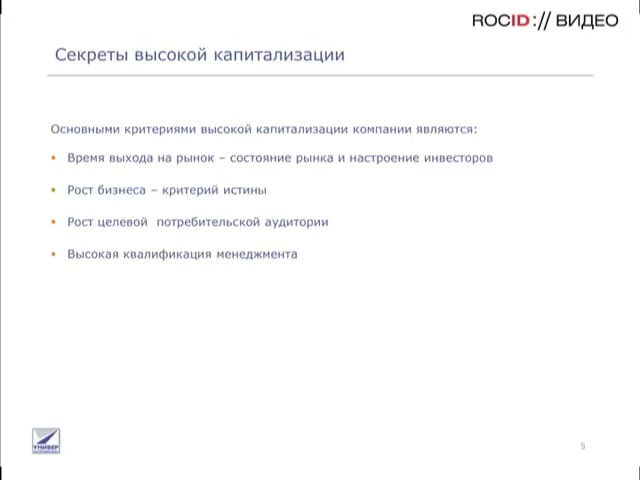 ROCID:// ВИДЕО
Секреты высокой капитализации
Основными критериями высокой капитализации компании являются:
▪ Время выхода на рынок – состояние рынка и настроение инвесторов
▪ Рост бизнеса – критерий истины
▪ Рост целевой потребительской аудитории
▪ Высокая квалификация менеджмента
УНИВЕР
5